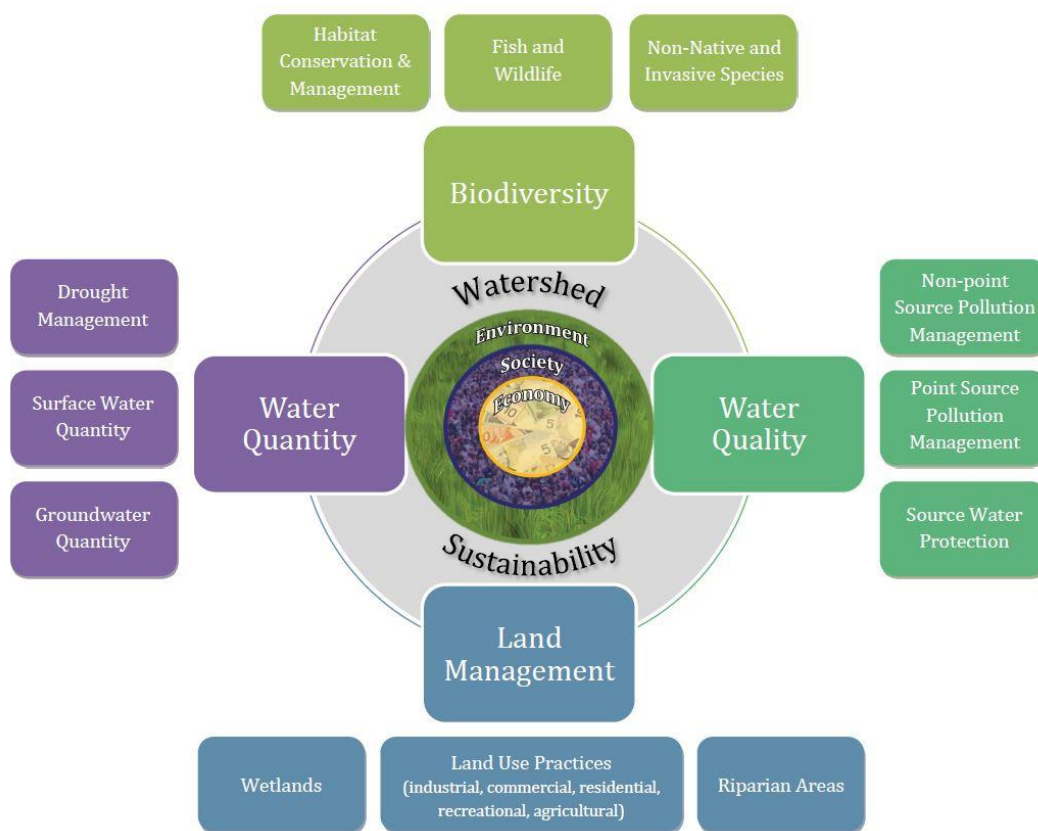 Habitat
Conservation &
Management
Fish and
Wildlife
Non-Native and
Invasive Species
Biodiversity
Drought
Management
Surface Water
Quantity
Groundwater
Quantity
Water
Quantity
Watershed
Environment
Society
Economy
Sustainability
Water
Quality
Non-point
Source Pollution
Management
Point Source
Pollution
Management
Source Water
Protection
Land
Management
Wetlands
Land Use Practices
(industrial, commercial, residential,
recreational, agricultural)
Riparian Areas